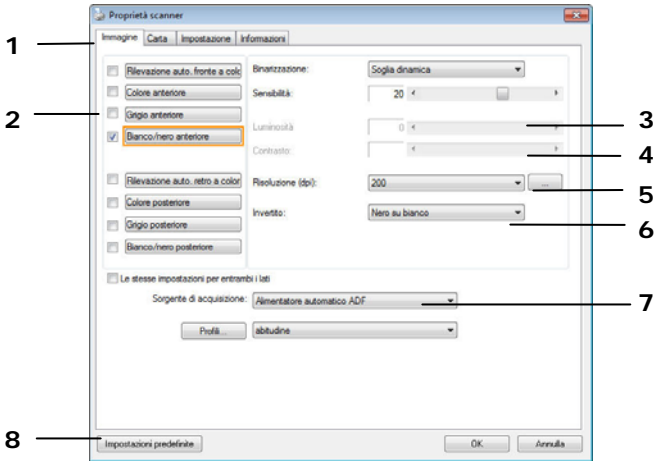 Proprietà scanner
Immagine Carta Impostazione Informazioni
1
Rilevazione auto. fronte a colo
Colore anteriore
Grigio anteriore
Bianco/nero anteriore
2
Rilevazione auto. retro a color
Colore posteriore
Grigio posteriore
Bianco/nero posteriore
Binarizzazione: Soglia dinamica
Sensibilità: 20
Luminosità 0
3
Contrasto:
4
Risoluzione (dpi): 200 ...
5
Invertito: Nero su bianco
6
Le stesse impostazioni per entrambi i lati
Sorgente di acquisizione: Alimentatore automatico ADF
7
Profili... abitudine
8
Impostazioni predefinite OK Annulla